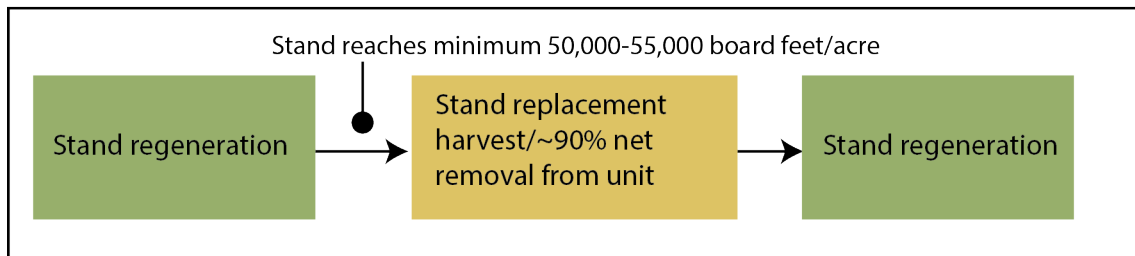 Stand reaches minimum 50,000-55,000 board feet/acre
Stand regeneration
Stand replacement
harvest/~90% net
removal from unit
Stand regeneration